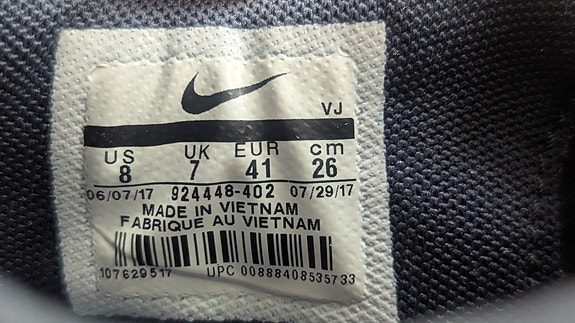 VJ
US UK EUR cm
8 7 41 26
06/07/17 924448-402 07/29/17
MADE IN VIETNAM
FABRIQUE AU VIETNAM
107629517 UPC 00888408535733